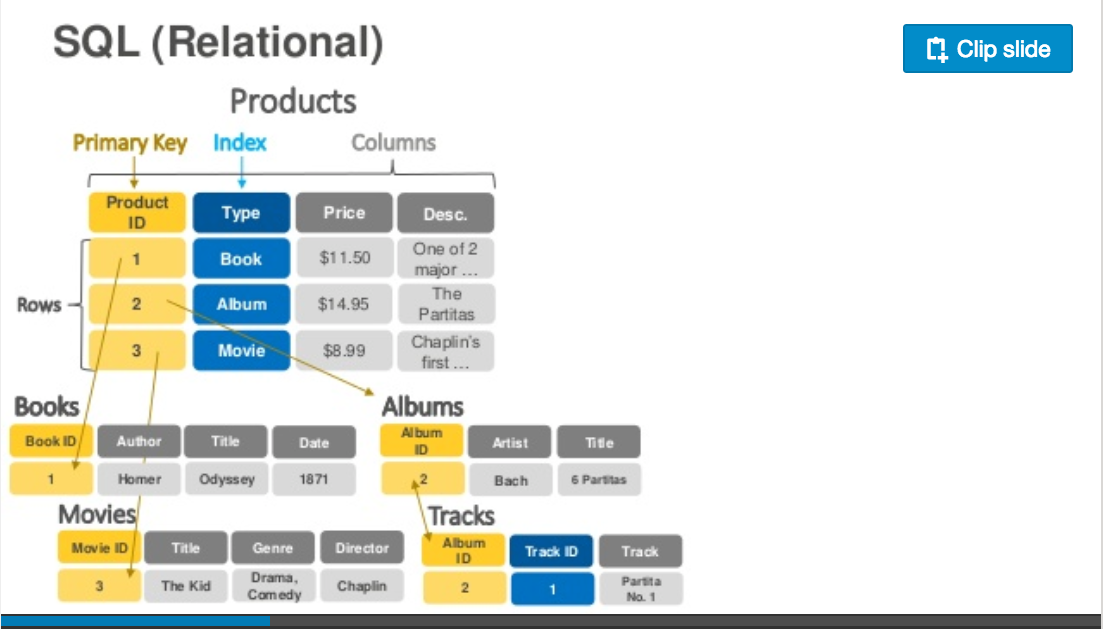 SQL (Relational)
Clip slide
Products
Primary Key Index Columns
Product ID Type Price Desc.
Rows
1 Book $11.50 One of 2 major ...
2 Album $14.95 The Partitas
3 Movie $8.99 Chaplin's first ...
Books
Book ID Author Title Date
1 Homer Odyssey 1871
Albums
Album ID Artist Title
2 Bach 6 Partitas
Movies
Movie ID Title Genre Director
3 The Kid Drama, Comedy Chaplin
Tracks
Album ID Track ID Track
2 1 Partita No. 1